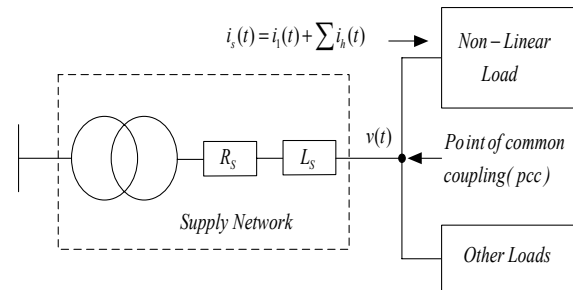 i_s(t) = i_1(t) + ∑ i_h(t)
Non-Linear
Load
v(t)
R_S
L_S
Point of common
coupling( pcc)
Supply Network
Other Loads